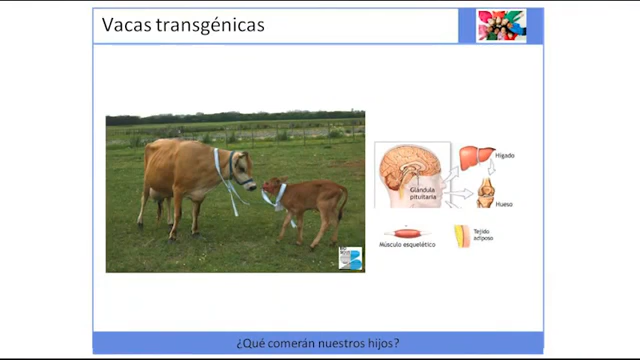 Vacas transgénicas
Hígado
Glándula
pituitaria
Hueso
Músculo esquelético
Tejido
adiposo
¿Qué comerán nuestros hijos?